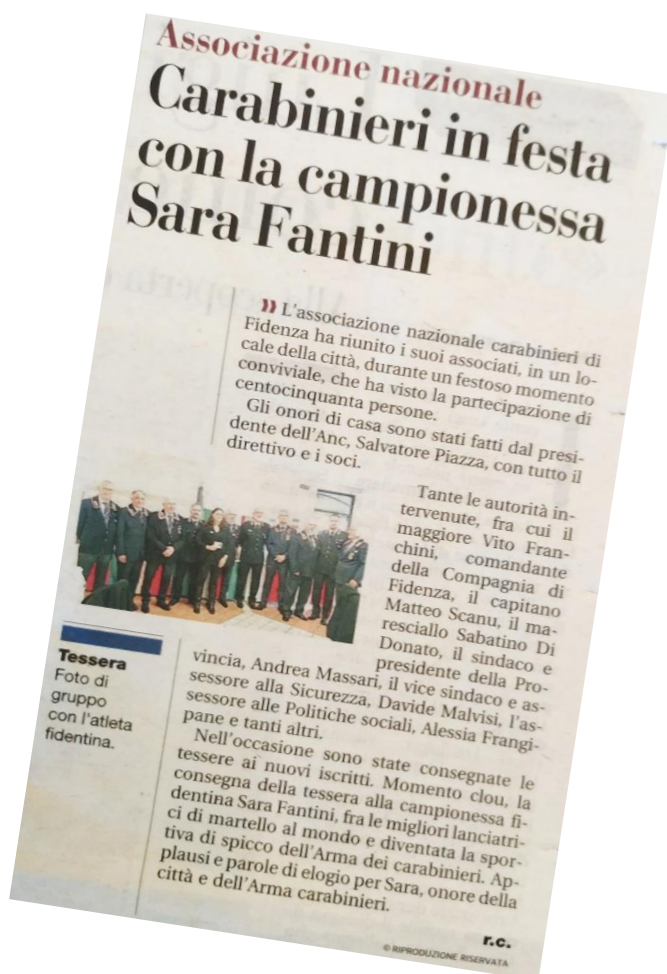 Associazione nazionale
Carabinieri in festa
con la campionessa
Sara Fantini
» L'associazione nazionale carabinieri di
Fidenza ha riunito i suoi associati, in un lo-
cale della città, durante un festoso momento
conviviale, che ha visto la partecipazione di
centocinquanta persone.
Gli onori di casa sono stati fatti dal presi-
dente dell'Anc, Salvatore Piazza, con tutto il
direttivo e i soci.
Tante le autorità in-
tervenute, fra cui il
maggiore Vito Fran-
chini, comandante
della Compagnia di
Fidenza, il capitano
Matteo Scanu, il ma-
resciallo Sabatino Di
Donato, il sindaco e
presidente della Pro-
vincia, Andrea Massari, il vice sindaco e as-
sessore alla Sicurezza, Davide Malvisi, l'as-
sessore alle Politiche sociali, Alessia Frangi-
pane e tanti altri.
Nell'occasione sono state consegnate le
tessere ai nuovi iscritti. Momento clou, la
consegna della tessera alla campionessa fi-
dentina Sara Fantini, fra le migliori lanciatri-
ci di martello al mondo e diventata la spor-
tiva di spicco dell'Arma dei carabinieri. Ap-
plausi e parole di elogio per Sara, onore della
città e dell'Arma carabinieri.
r.c.
© RIPRODUZIONE RISERVATA
Tessera
Foto di
gruppo
con l'atleta
fidentina.